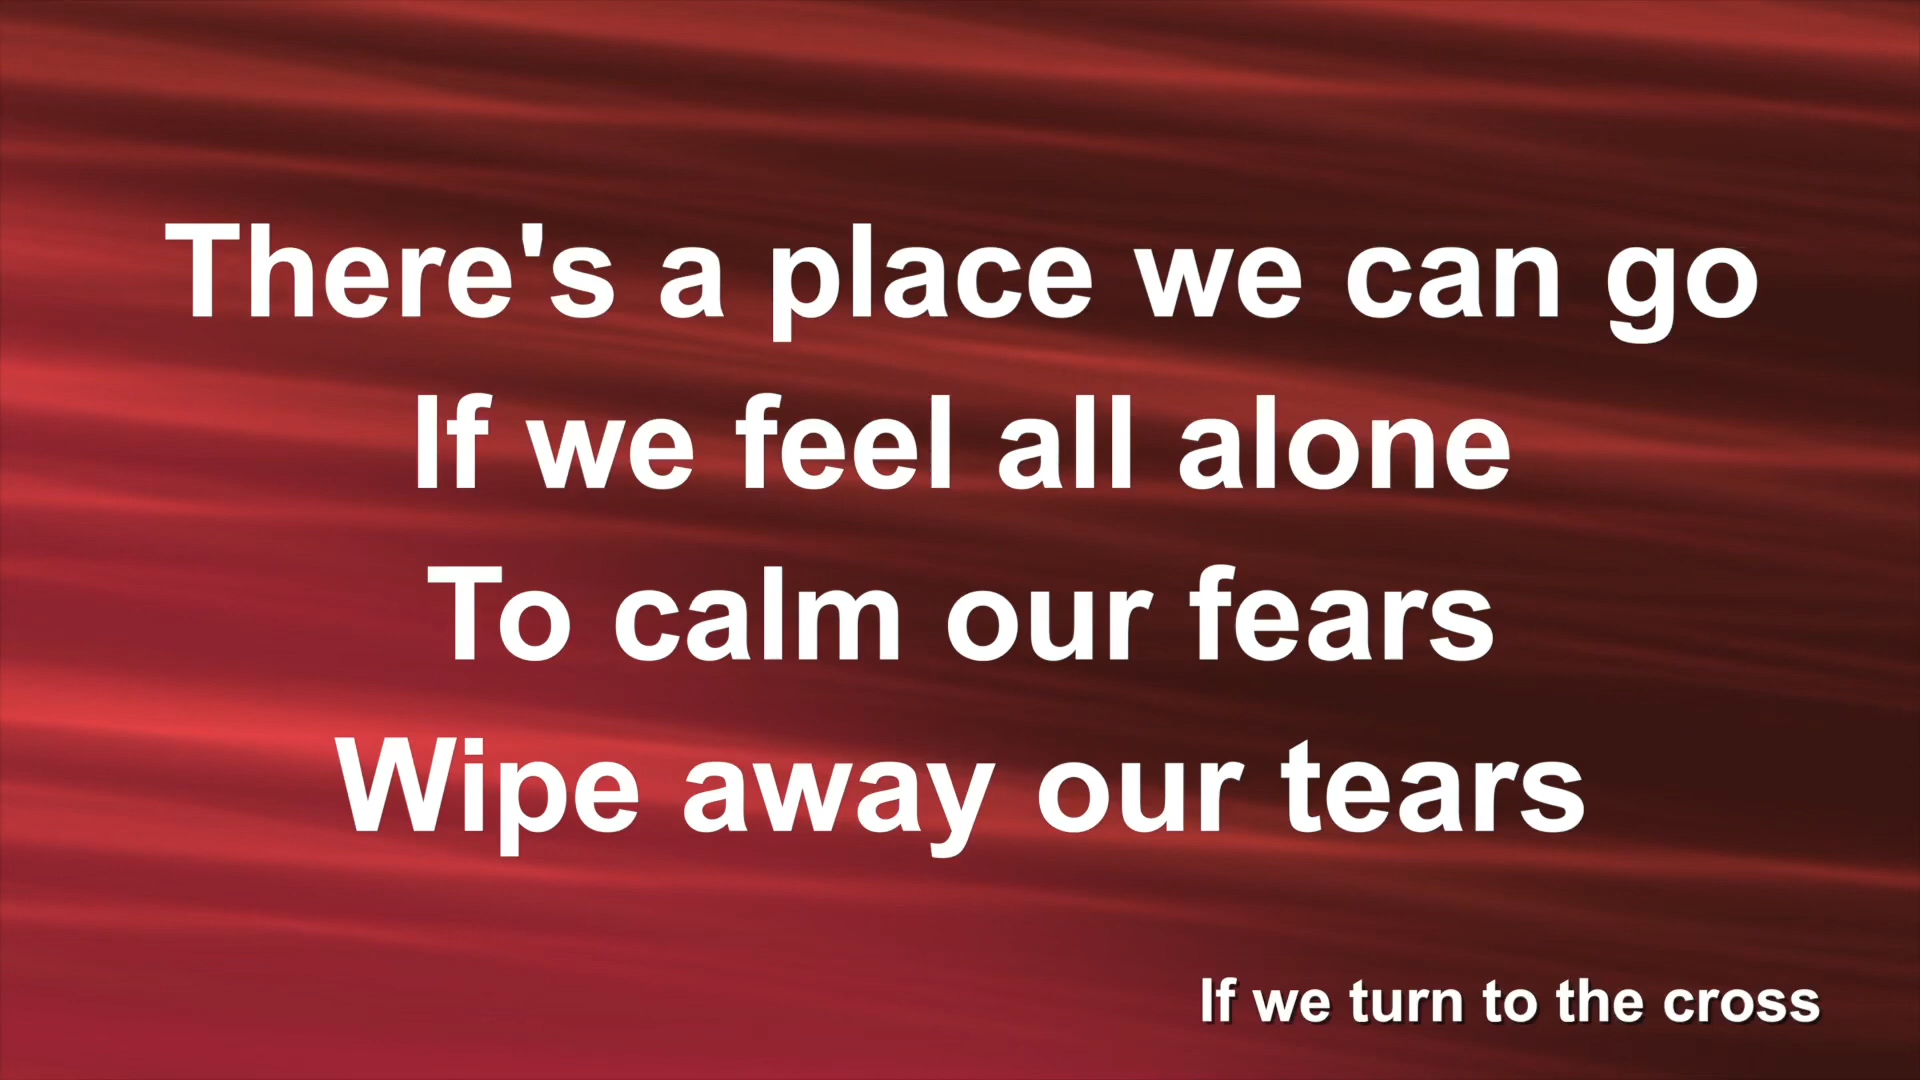 There's a place we can go
If we feel all alone
To calm our fears
Wipe away our tears
If we turn to the cross